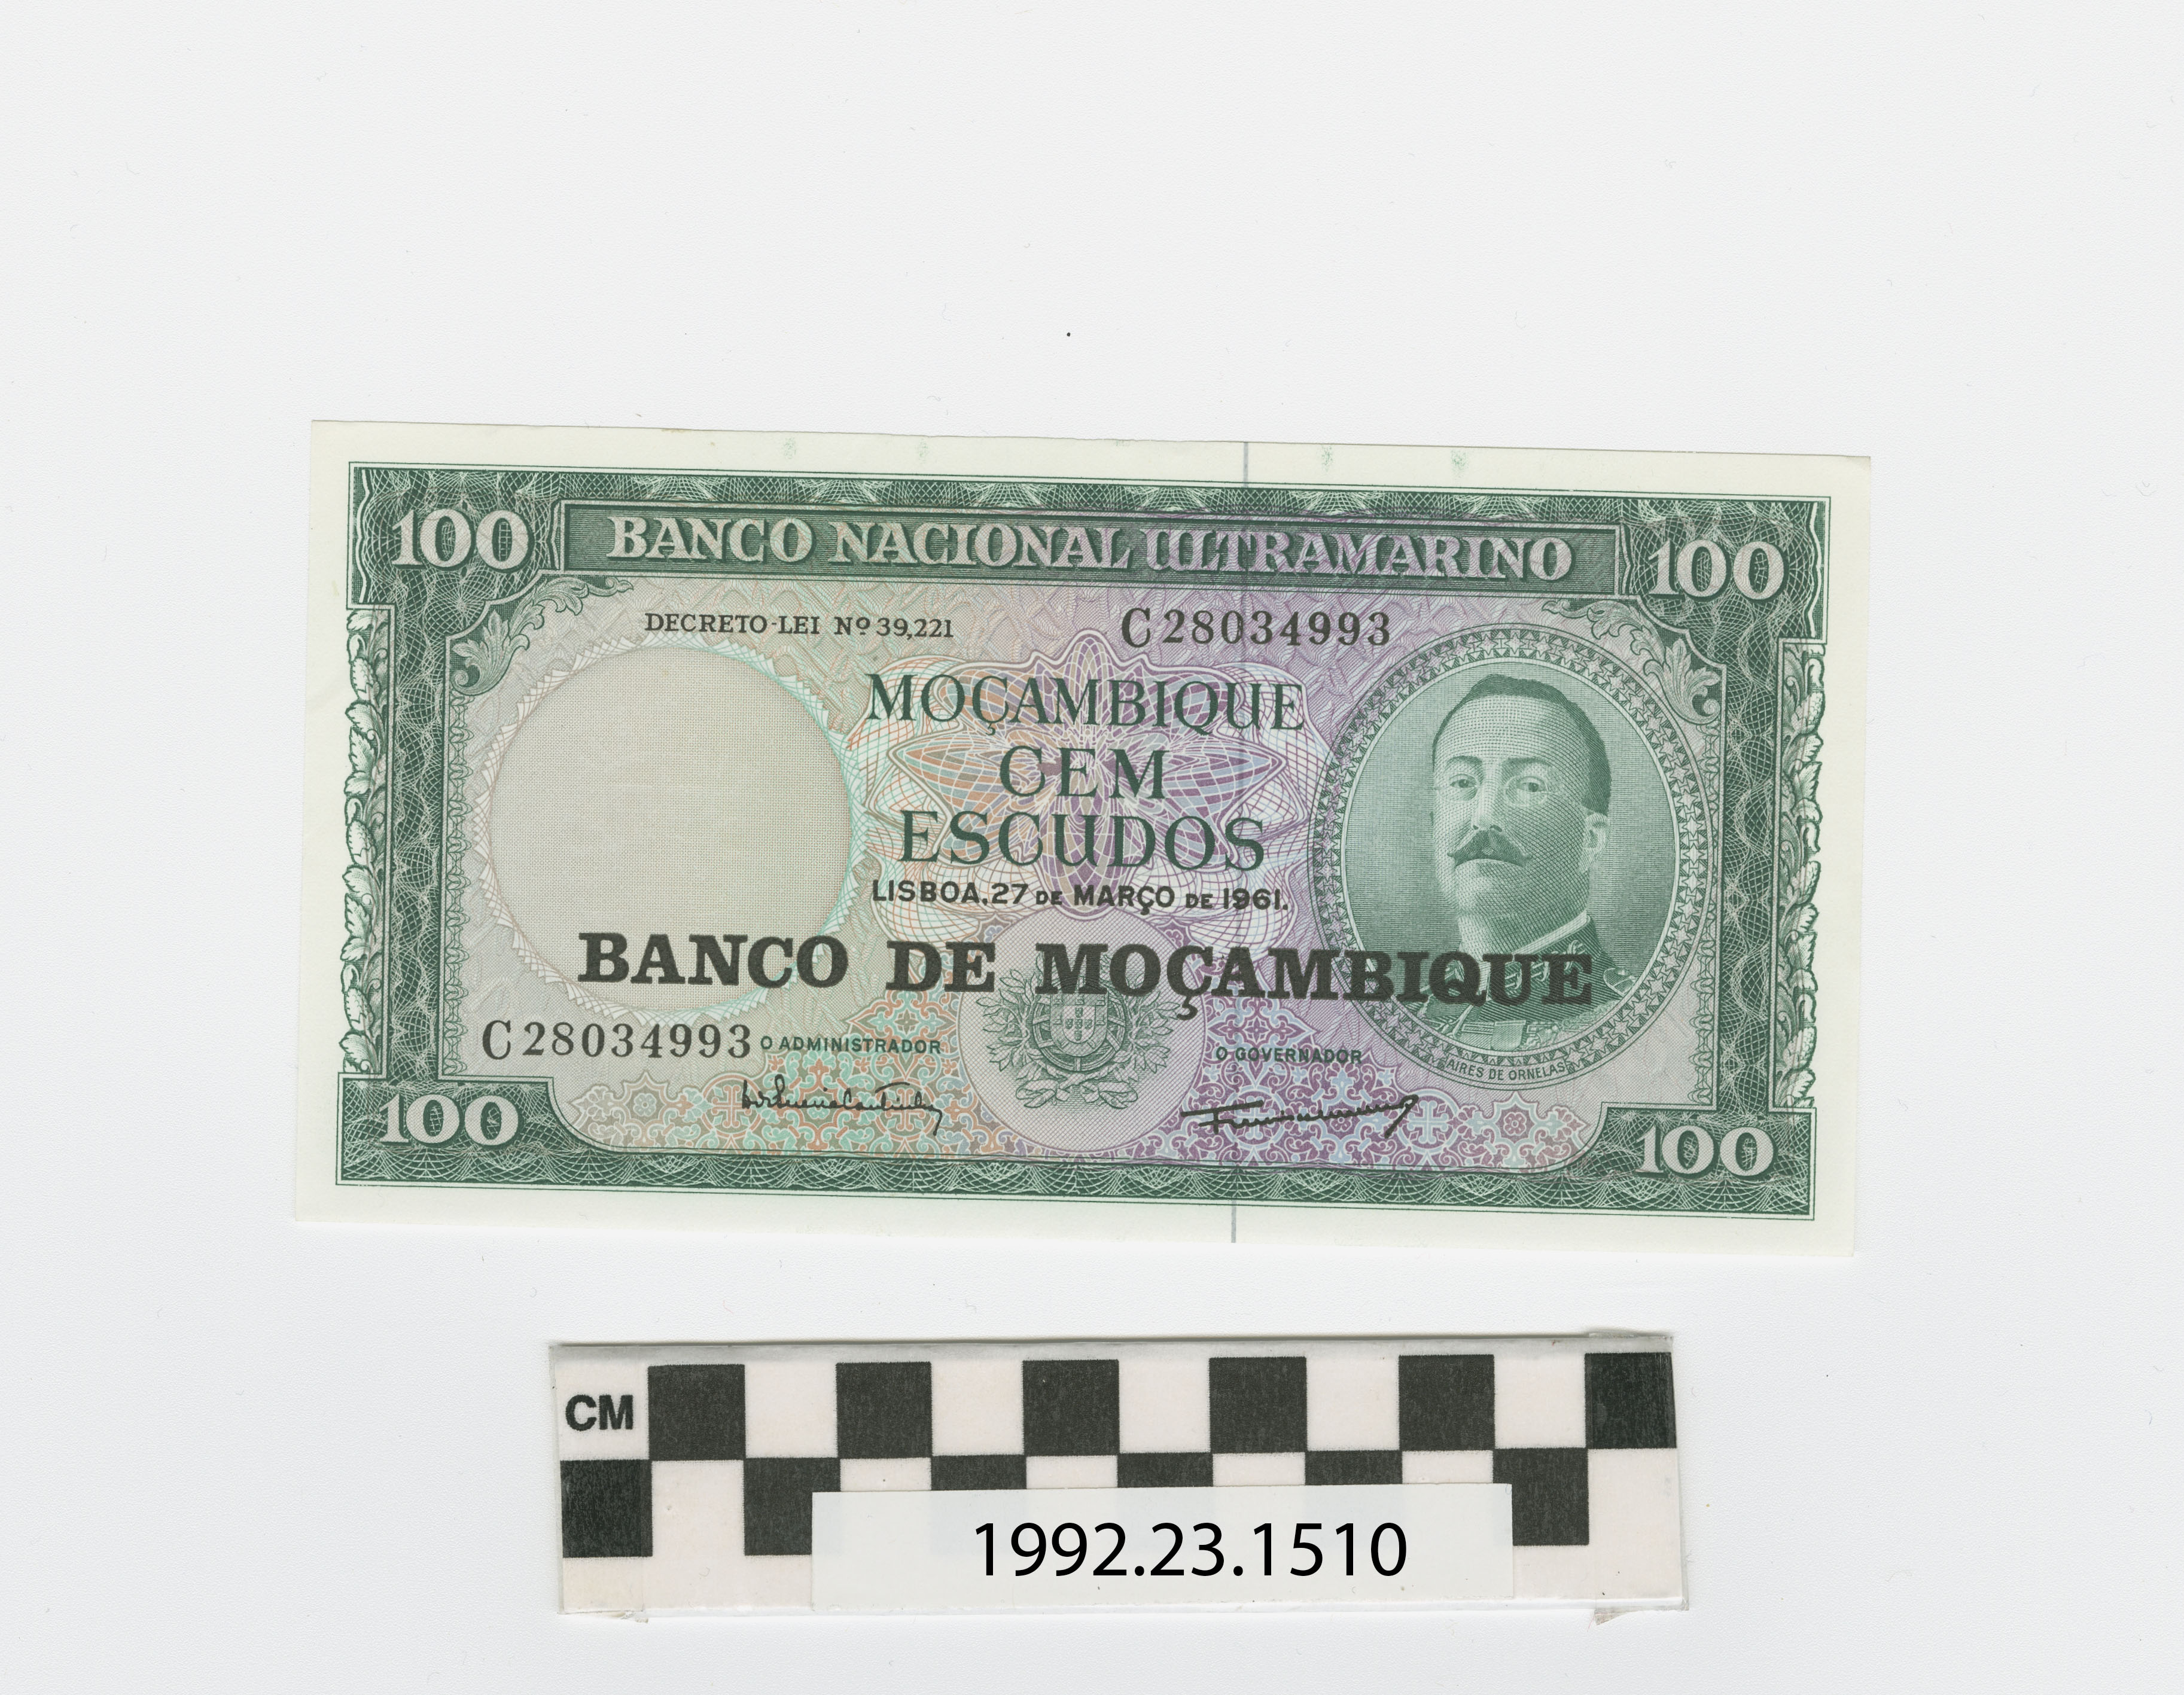 100 BANCO NACIONAL ULTRAMARINO 100
DECRETO-LEI Nº 39,221 C28034993
MOÇAMBIQUE
CEM
ESCUDOS
LISBOA, 27 DE MARÇO DE 1961.
BANCO DE MOÇAMBIQUE
C28034993 O ADMINISTRADOR O GOVERNADOR
AIRES DE ORNELAS
100 100
CM
1992.23.1510